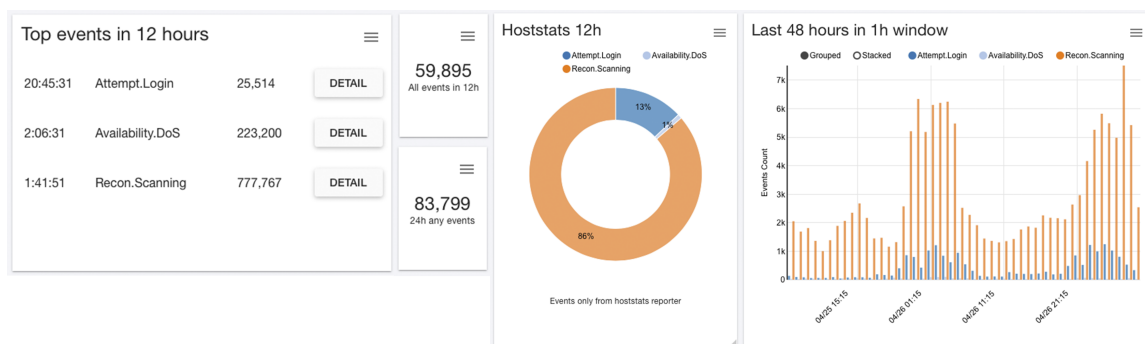 Top events in 12 hours
20:45:31 Attempt.Login 25,514 DETAIL
2:06:31 Availability.DoS 223,200 DETAIL
1:41:51 Recon.Scanning 777,767 DETAIL
59,895
All events in 12h
83,799
24h any events
Hoststats 12h
Attempt.Login Availability.DoS
Recon.Scanning
13%
1%
86%
Events only from hoststats reporter
Last 48 hours in 1h window
Grouped Stacked Attempt.Login Availability.DoS Recon.Scanning
Events Count
7k
6k
5k
4k
3k
2k
1k
0
04/25 15:15
04/26 01:15
04/26 11:15
04/26 21:15